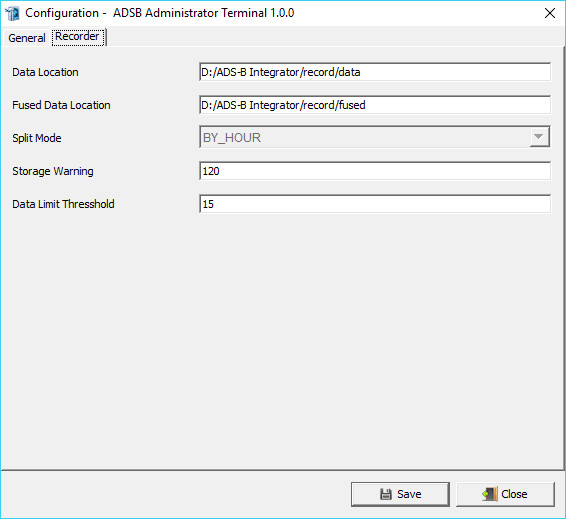 Configuration - ADSB Administrator Terminal 1.0.0
General Recorder
Data Location D:/ADS-B Integrator/record/data
Fused Data Location D:/ADS-B Integrator/record/fused
Split Mode BY_HOUR
Storage Warning 120
Data Limit Thresshold 15
Save Close